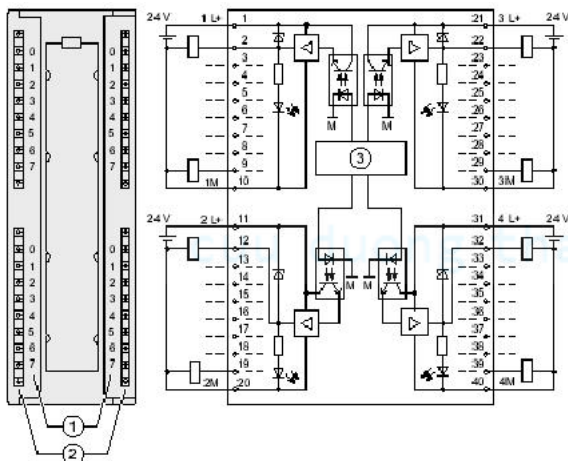 24 V 1 L+ 1 21 3 L+ 24 V
2 22
3 23
0 4 24 0
1 5 25 1
2 6 26 2
3 M M
4 7 27 4
5 8 28 5
6 9 29 6
7 1M 10 3 30 3M 7
24 V 2 L+ 11 31 4 L+ 24 V
12 32
13 33
0 14 M M 34 0
1 15 35 1
2 16 36 2
3 17 37 3
4 18 38 4
5 19 39 5
6 2M 20 40 4M 6
7 7
1
2
cuu duong